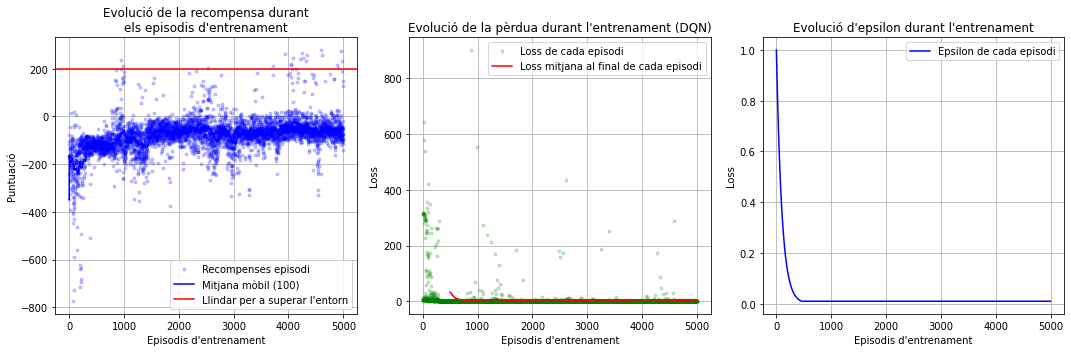 Evolució de la recompensa durant
els episodis d'entrenament
Puntuació
200
0
−200
−400
−600
−800
0
1000
2000
3000
4000
5000
Episodis d'entrenament
Recompenses episodi
Mitjana mòbil (100)
Llindar per a superar l'entorn
Evolució de la pèrdua durant l'entrenament (DQN)
Loss
800
600
400
200
0
0
1000
2000
3000
4000
5000
Episodis d'entrenament
Loss de cada episodi
Loss mitjana al final de cada episodi
Evolució d'epsilon durant l'entrenament
Loss
1.0
0.8
0.6
0.4
0.2
0.0
0
1000
2000
3000
4000
5000
Episodis d'entrenament
Epsilon de cada episodi